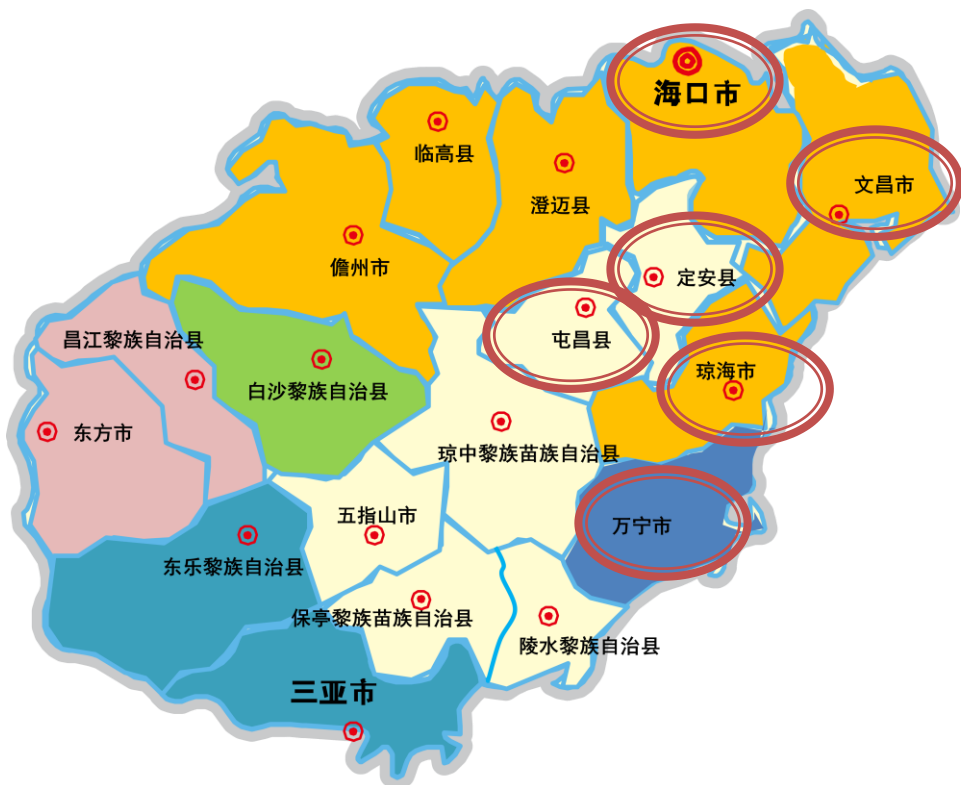 海口市
临高县
文昌市
澄迈县
儋州市
定安县
屯昌县
昌江黎族自治县
琼海市
白沙黎族自治县
东方市
琼中黎族苗族自治县
五指山市
万宁市
东乐黎族自治县
保亭黎族苗族自治县
陵水黎族自治县
三亚市